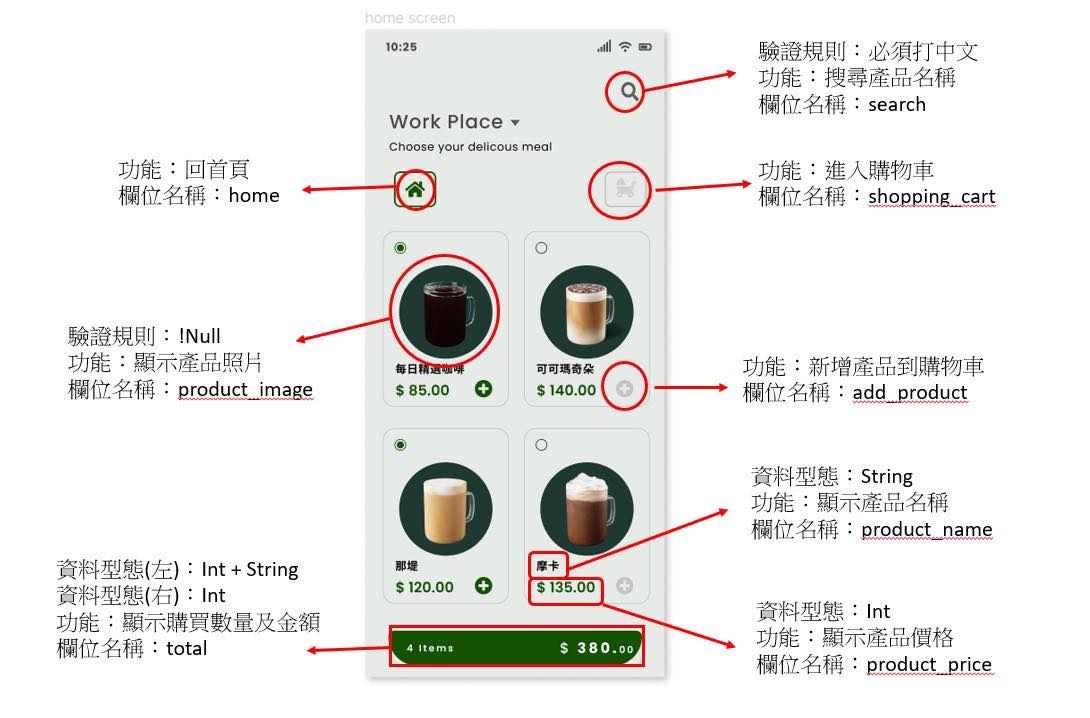 home screen
10:25
驗證規則：必須打中文
功能：搜尋產品名稱
欄位名稱：search
Work Place
Choose your delicous meal
功能：回首頁
欄位名稱：home
功能：進入購物車
欄位名稱：shopping_cart
驗證規則：!Null
功能：顯示產品照片
欄位名稱：product_image
每日精選咖啡
$ 85.00
可可瑪奇朵
$ 140.00
功能：新增產品到購物車
欄位名稱：add_product
資料型態：String
功能：顯示產品名稱
欄位名稱：product_name
那堤
$ 120.00
摩卡
$ 135.00
資料型態(左)：Int + String
資料型態(右)：Int
功能：顯示購買數量及金額
欄位名稱：total
4 Items
$ 380.00
資料型態：Int
功能：顯示產品價格
欄位名稱：product_price